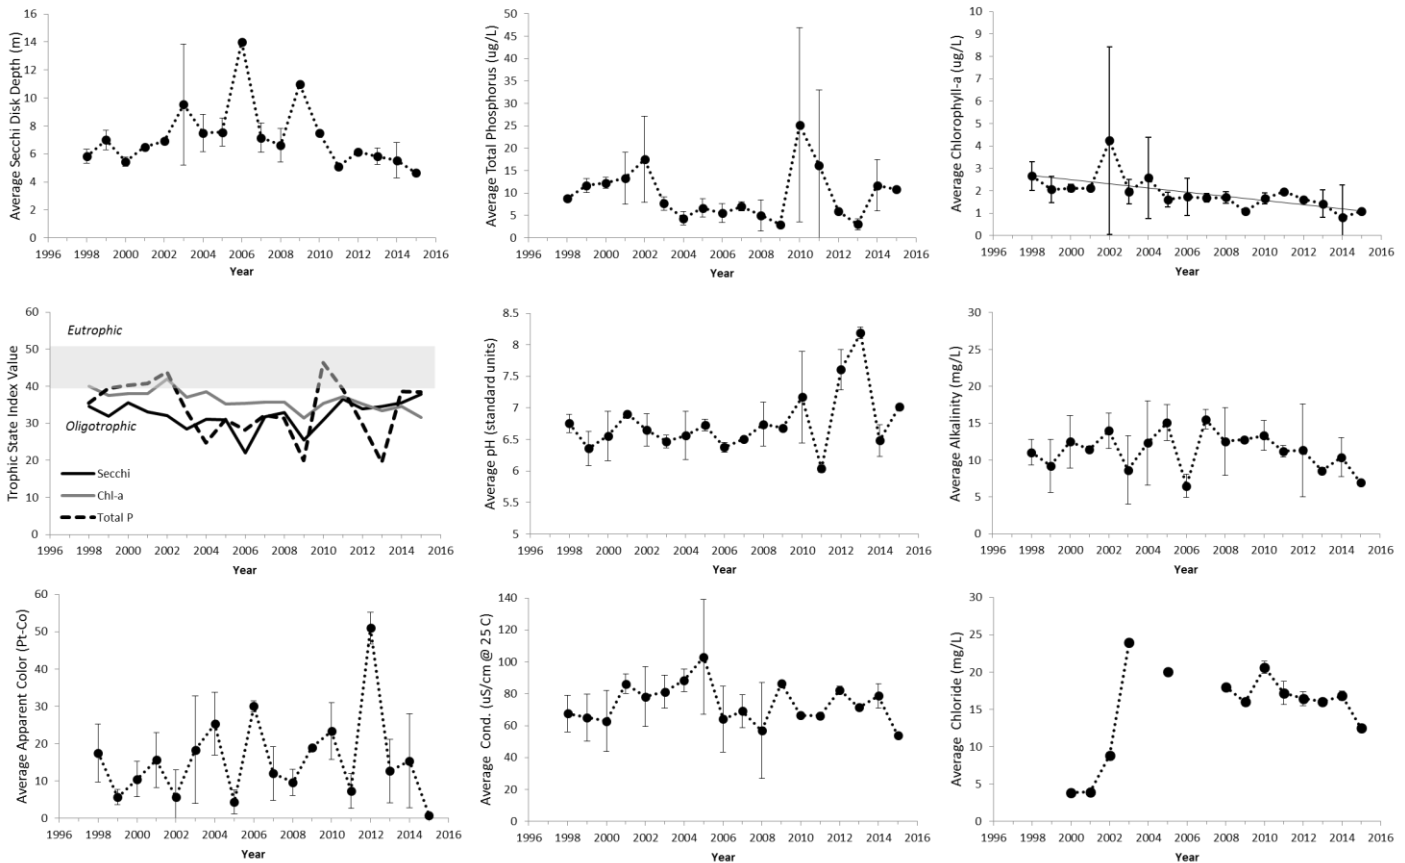 Average Secchi Disk Depth (m)
16
14
12
10
8
6
4
2
0
1996 1998 2000 2002 2004 2006 2008 2010 2012 2014 2016
Year
Average Total Phosphorus (ug/L)
50
45
40
35
30
25
20
15
10
5
0
1996 1998 2000 2002 2004 2006 2008 2010 2012 2014 2016
Year
Average Chlorophyll-a (ug/L)
10
9
8
7
6
5
4
3
2
1
0
1996 1998 2000 2002 2004 2006 2008 2010 2012 2014 2016
Year
Trophic State Index Value
60
50
40
30
20
10
0
Eutrophic
Oligotrophic
Secchi
Chl-a
Total P
1996 1998 2000 2002 2004 2006 2008 2010 2012 2014 2016
Year
Average pH (standard units)
8.5
8
7.5
7
6.5
6
5.5
5
1996 1998 2000 2002 2004 2006 2008 2010 2012 2014 2016
Year
Average Alkalinity (mg/L)
30
25
20
15
10
5
0
1996 1998 2000 2002 2004 2006 2008 2010 2012 2014 2016
Year
Average Apparent Color (Pt-Co)
60
50
40
30
20
10
0
1996 1998 2000 2002 2004 2006 2008 2010 2012 2014 2016
Year
Average Cond. (uS/cm @ 25 C)
140
120
100
80
60
40
20
0
1996 1998 2000 2002 2004 2006 2008 2010 2012 2014 2016
Year
Average Chloride (mg/L)
30
25
20
15
10
5
0
1996 1998 2000 2002 2004 2006 2008 2010 2012 2014 2016
Year